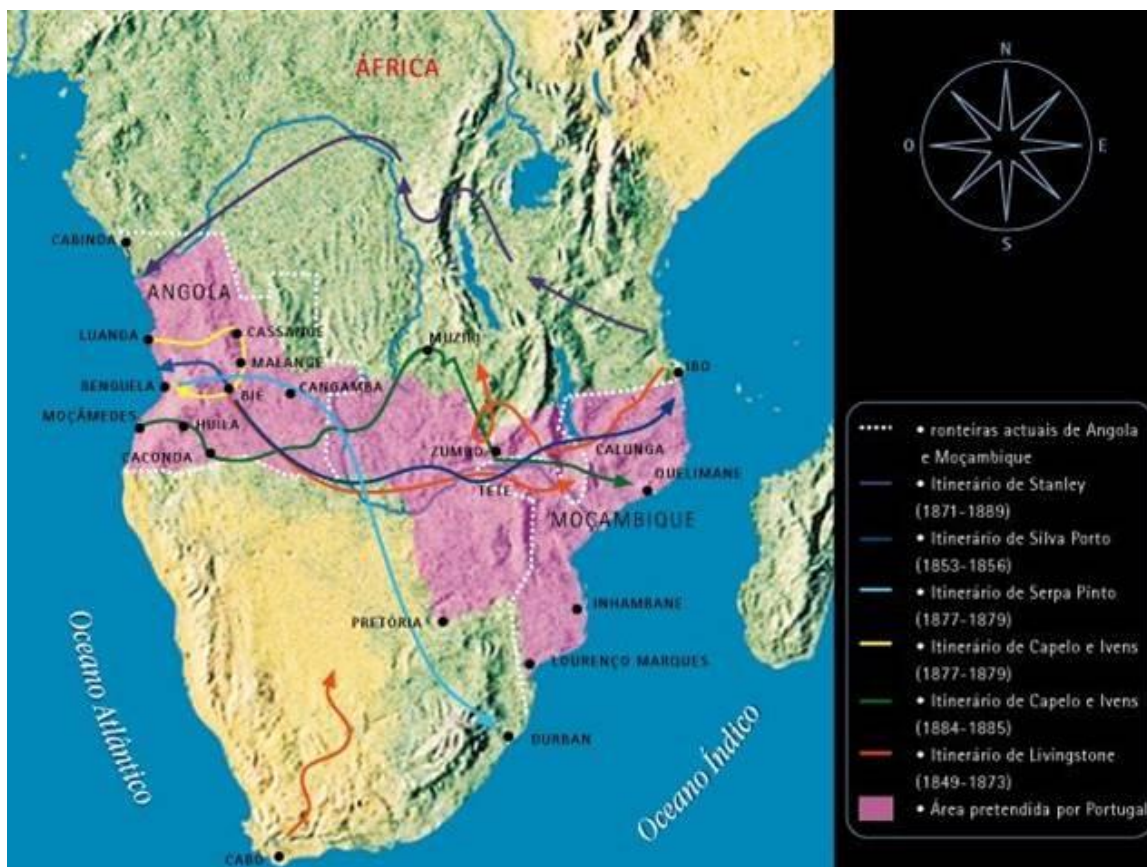 ÁFRICA
N
O
E
S
CABINDA
ANGOLA
LUANDA
CASSANGE
MALANGE
MUZIRI
BENGUELA
BIÉ
CANGAMBA
IBO
MOÇÂMEDES
HUILA
CACONDA
ZUMBO
CALUNGA
QUELIMANE
TETE
MOÇAMBIQUE
PRETÓRIA
INHAMBANE
LOURENÇO MARQUES
DURBAN
CABO
Oceano Atlântico
Oceano Índico
• ronteiras actuais de Angola
e Moçambique
• Itinerário de Stanley
(1871-1889)
• Itinerário de Silva Porto
(1853-1856)
• Itinerário de Serpa Pinto
(1877-1879)
• Itinerário de Capelo e Ivens
(1877-1879)
• Itinerário de Capelo e Ivens
(1884-1885)
• Itinerário de Livingstone
(1849-1873)
• Área pretendida por Portugal